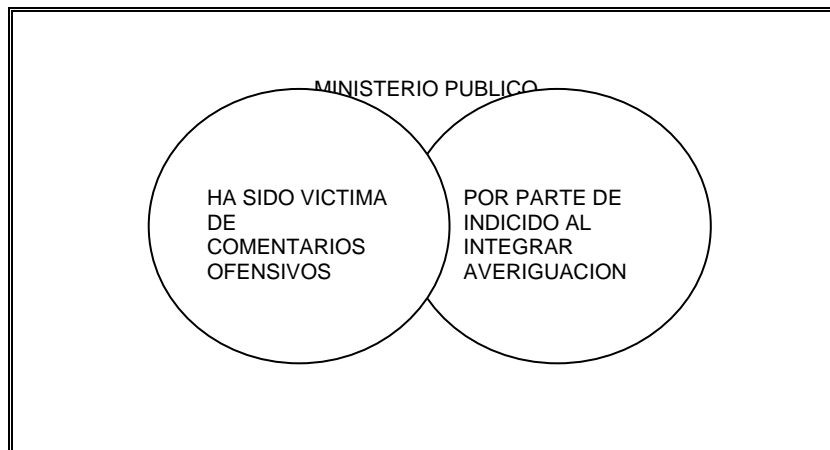 MINISTERIO PUBLICO
HA SIDO VICTIMA
DE
COMENTARIOS
OFENSIVOS
POR PARTE DE
INDICIDO AL
INTEGRAR
AVERIGUACION